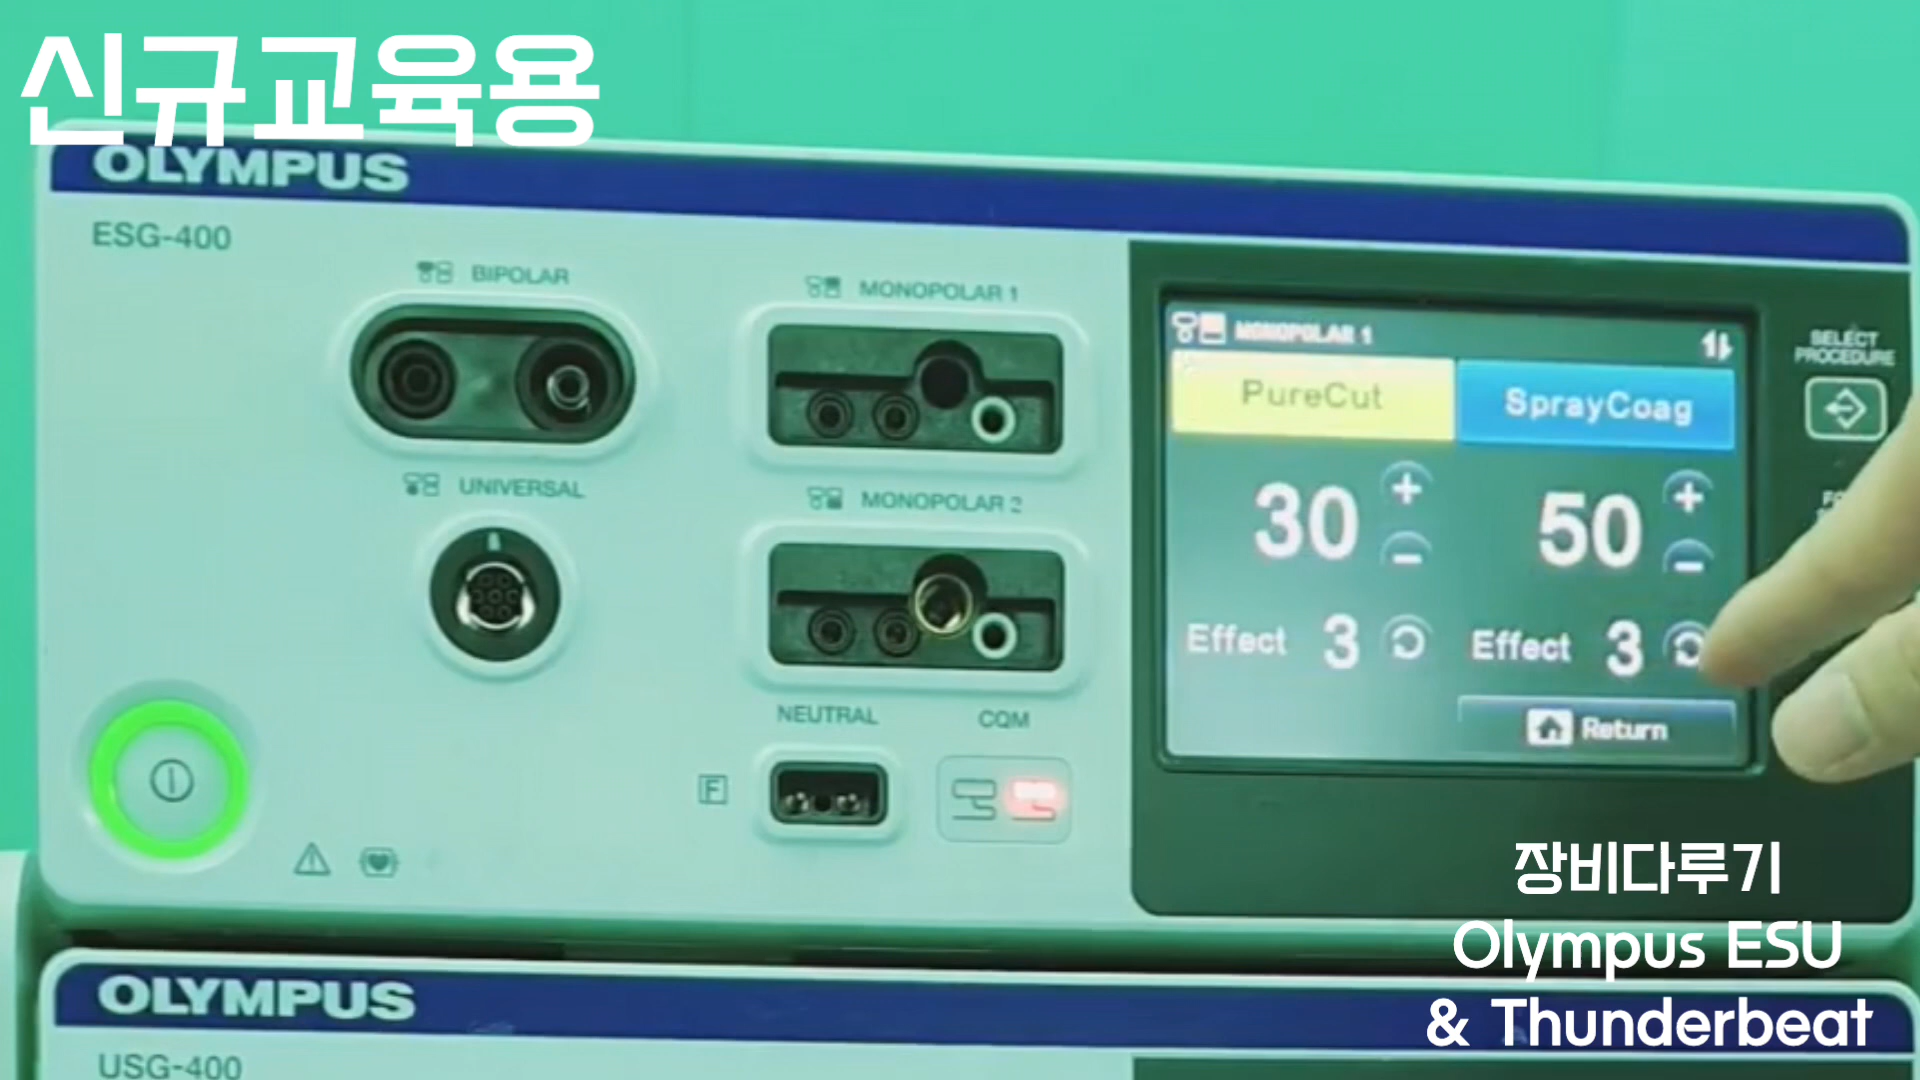 신규교육용
OLYMPUS
ESG-400
BIPOLAR
MONOPOLAR 1
UNIVERSAL
MONOPOLAR 2
NEUTRAL
CQM
F
MONOPOLAR 1
PureCut
SprayCoag
30
50
Effect 3
Effect 3
Return
SELECT
PROCEDURE
장비다루기
Olympus ESU
& Thunderbeat
OLYMPUS
USG-400